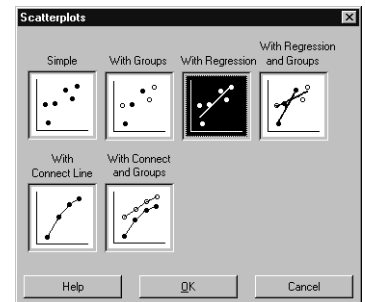 Scatterplots
Simple
With Groups
With Regression
With Regression
and Groups
With
Connect Line
With Connect
and Groups
Help
OK
Cancel